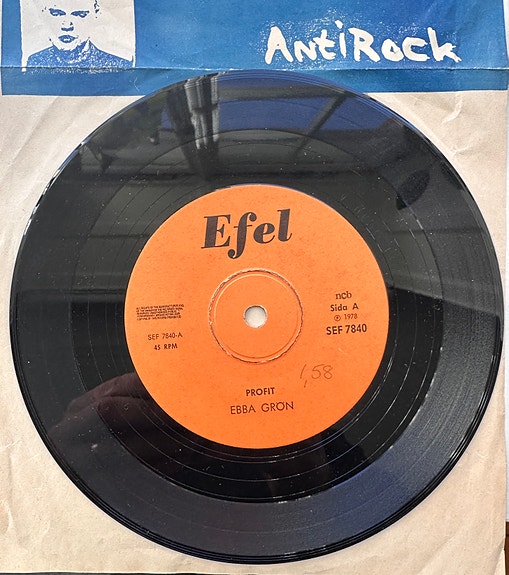 AntiRock
Efel
ncb
Sida A
℗ 1978
SEF 7840
SEF 7840-A
45 RPM
1,58
PROFIT
EBBA GRÖN